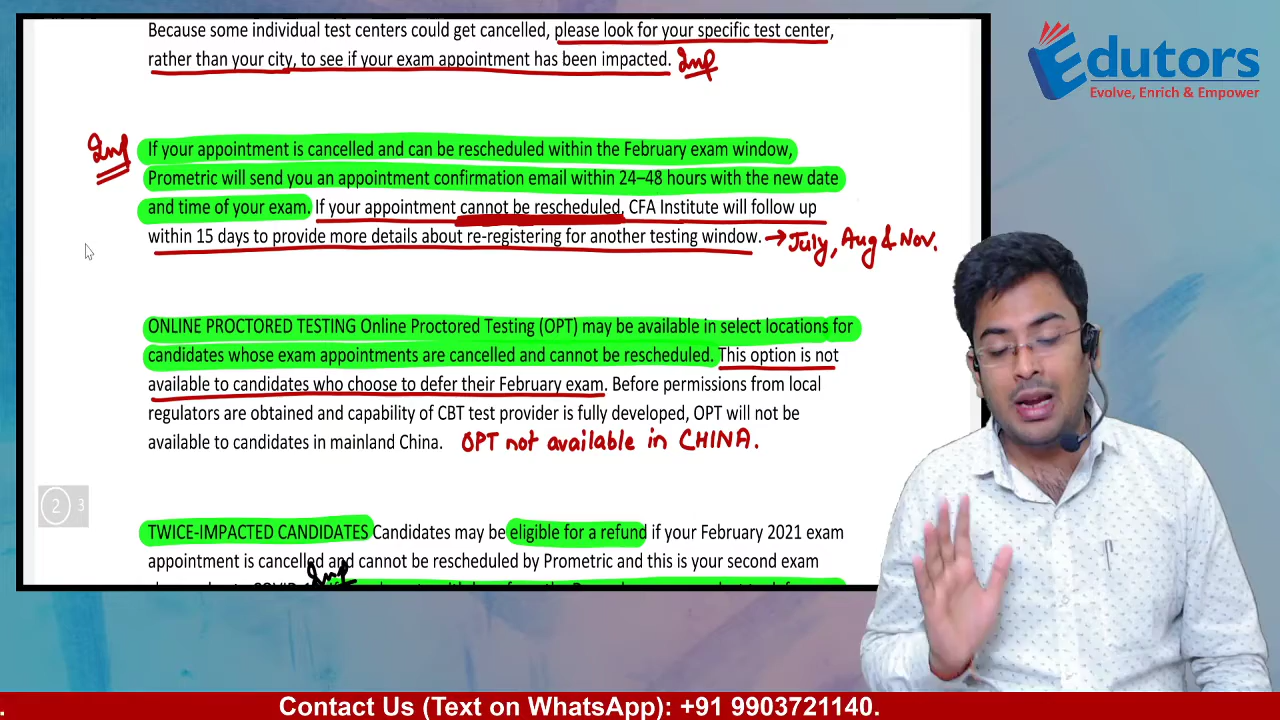 Because some individual test centers could get cancelled, please look for your specific test center,
rather than your city, to see if your exam appointment has been impacted. Imp
Edutors
Evolve, Enrich & Empower
Imp If your appointment is cancelled and can be rescheduled within the February exam window,
Prometric will send you an appointment confirmation email within 24–48 hours with the new date
and time of your exam. If your appointment cannot be rescheduled, CFA Institute will follow up
within 15 days to provide more details about re-registering for another testing window. → July, Aug & Nov.
ONLINE PROCTORED TESTING Online Proctored Testing (OPT) may be available in select locations for
candidates whose exam appointments are cancelled and cannot be rescheduled. This option is not
available to candidates who choose to defer their February exam. Before permissions from local
regulators are obtained and capability of CBT test provider is fully developed, OPT will not be
available to candidates in mainland China. OPT not available in CHINA.
2 3
TWICE-IMPACTED CANDIDATES Candidates may be eligible for a refund if your February 2021 exam
appointment is cancelled and cannot be rescheduled by Prometric and this is your second exam
Imp
. Contact Us (Text on WhatsApp): +91 9903721140.